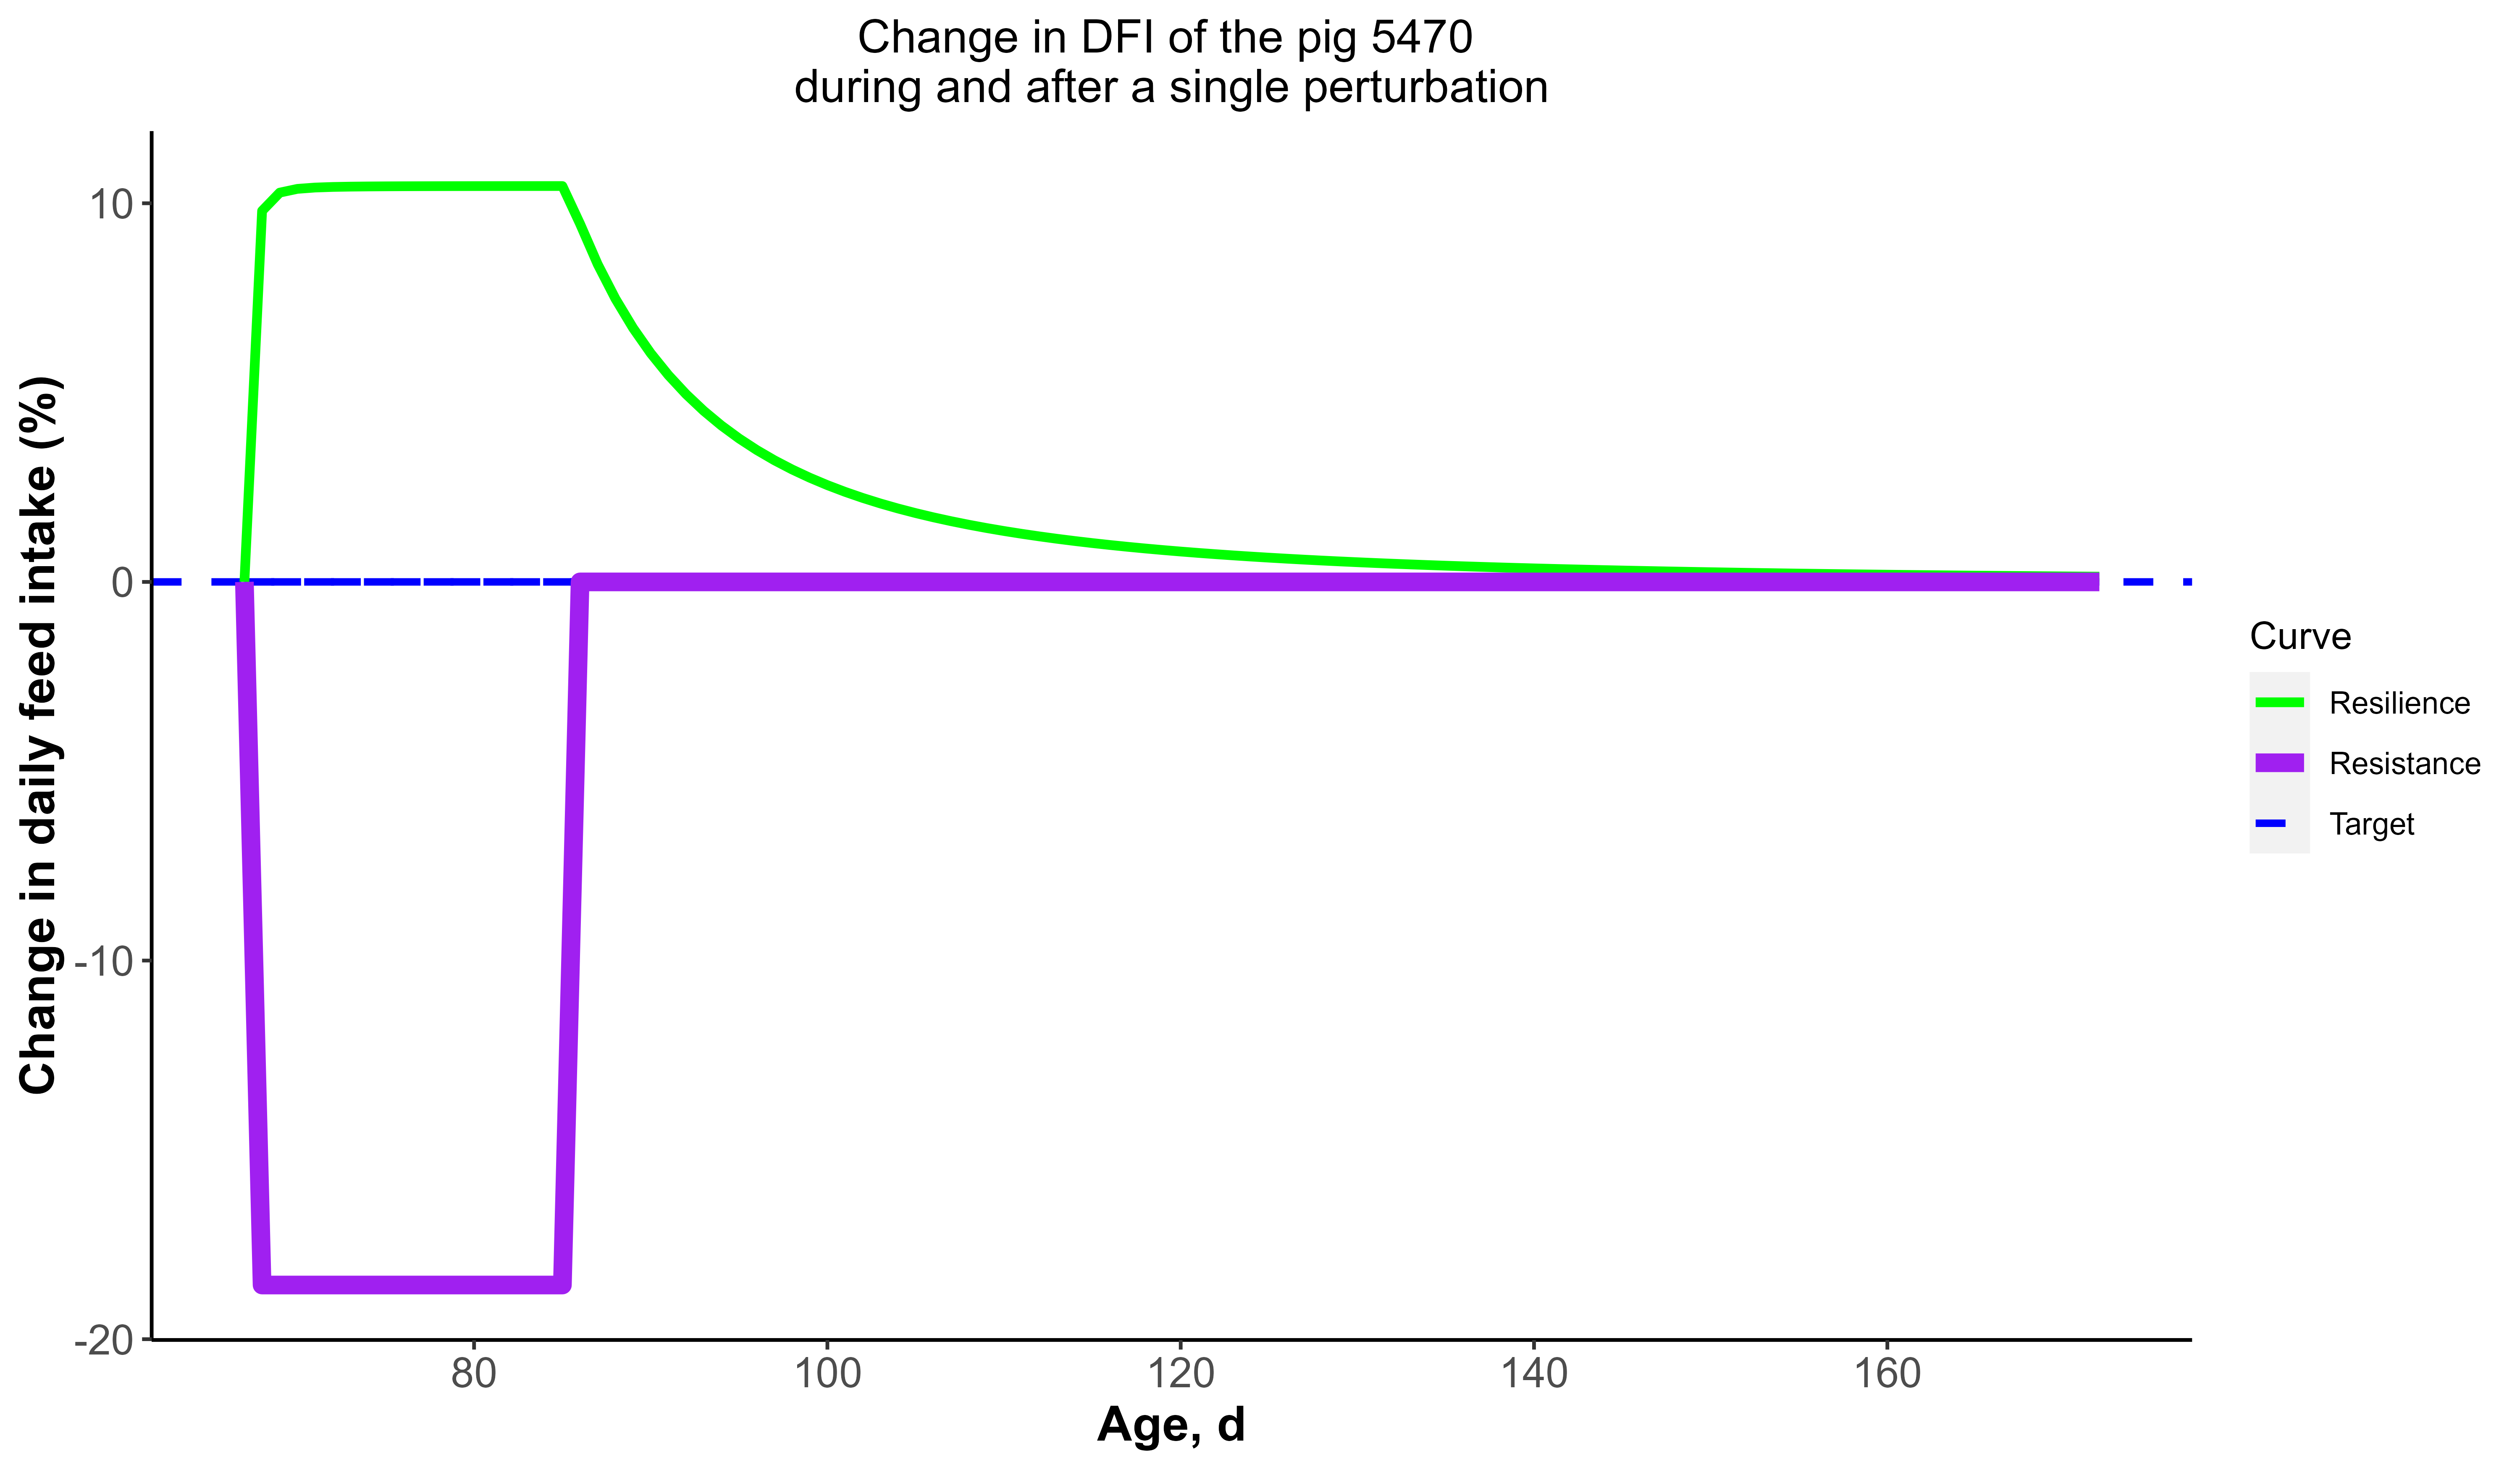 Change in DFI of the pig 5470
during and after a single perturbation
Change in daily feed intake (%)
10
0
-10
-20
80
100
120
140
160
Age, d
Curve
Resilience
Resistance
Target